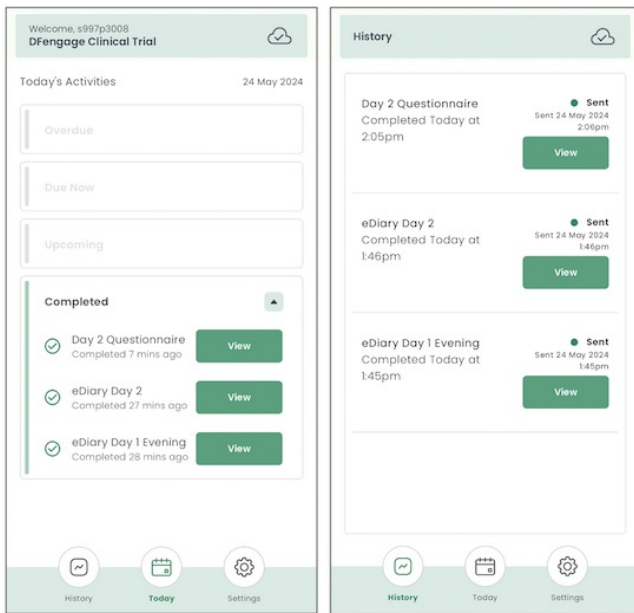 Welcome, s997p3008
DFengage Clinical Trial
Today's Activities
24 May 2024
Overdue
Due Now
Upcoming
Completed
Day 2 Questionnaire
Completed 7 mins ago
View
eDiary Day 2
Completed 27 mins ago
View
eDiary Day 1 Evening
Completed 28 mins ago
View
History
Today
Settings
History
Day 2 Questionnaire
Completed Today at
2:05pm
Sent
Sent 24 May 2024
2:06pm
View
eDiary Day 2
Completed Today at
1:46pm
Sent
Sent 24 May 2024
1:46pm
View
eDiary Day 1 Evening
Completed Today at
1:45pm
Sent
Sent 24 May 2024
1:45pm
View
History
Today
Settings